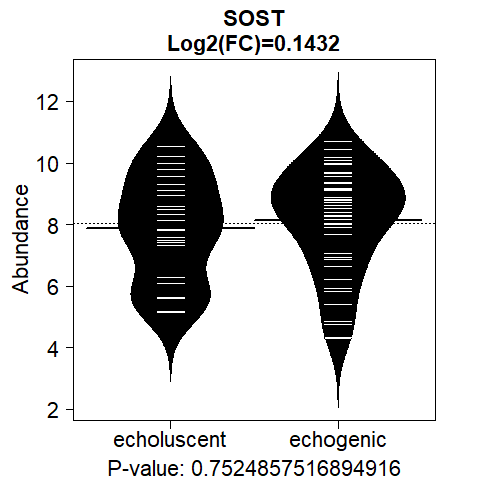 SOST
Log2(FC)=0.1432
Abundance
12
10
8
6
4
2
echoluscent echogenic
P-value: 0.7524857516894916